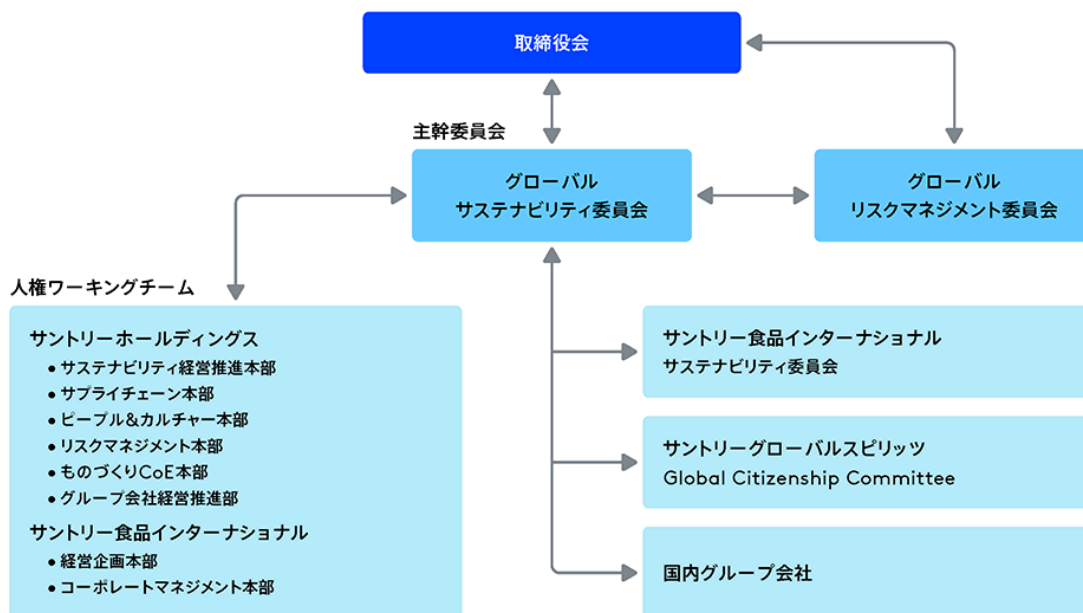 取締役会
主幹委員会
グローバル
サステナビリティ委員会
グローバル
リスクマネジメント委員会
人権ワーキングチーム
サントリーホールディングス
● サステナビリティ経営推進本部
● サプライチェーン本部
● ピープル＆カルチャー本部
● リスクマネジメント本部
● ものづくりCoE本部
● グループ会社経営推進部
サントリー食品インターナショナル
● 経営企画本部
● コーポレートマネジメント本部
サントリー食品インターナショナル
サステナビリティ委員会
サントリーグローバルスピリッツ
Global Citizenship Committee
国内グループ会社